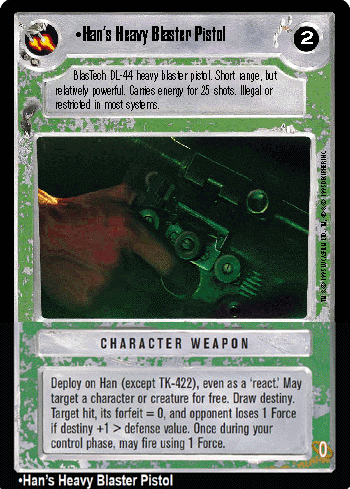 •Han's Heavy Blaster Pistol
2
BlasTech DL-44 heavy blaster pistol. Short range, but
relatively powerful. Carries energy for 25 shots. Illegal or
restricted in most systems.
CHARACTER WEAPON
Deploy on Han (except TK-422), even as a 'react.' May
target a character or creature for free. Draw destiny.
Target hit, its forfeit = 0, and opponent loses 1 Force
if destiny +1 > defense value. Once during your
control phase, may fire using 1 Force.
0
•Han's Heavy Blaster Pistol